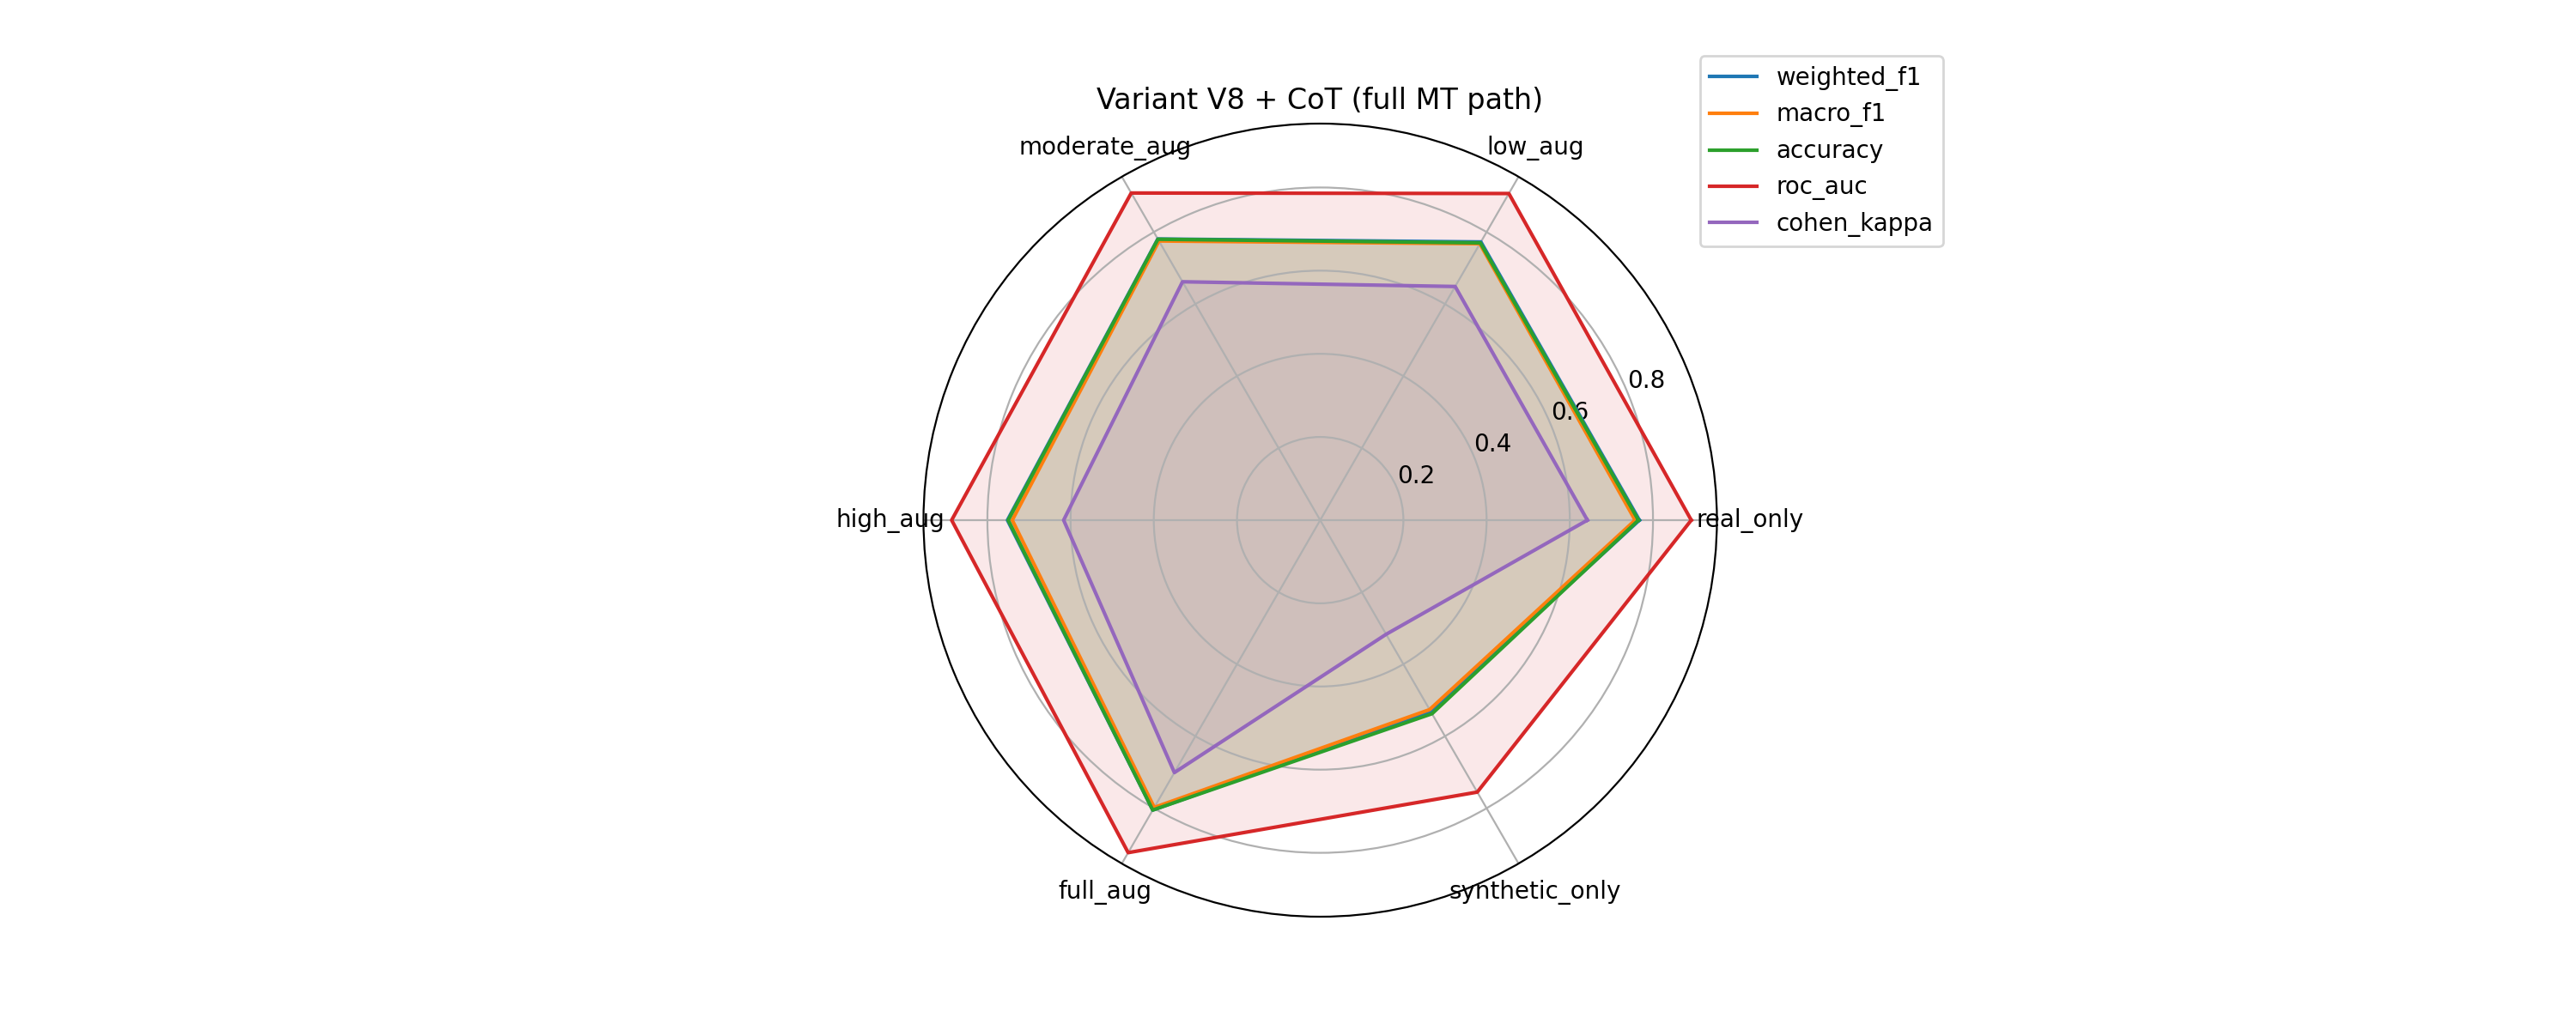 Variant V8 + CoT (full MT path)
weighted_f1
macro_f1
accuracy
roc_auc
cohen_kappa
moderate_aug
low_aug
0.8
0.6
0.4
0.2
high_aug
real_only
full_aug
synthetic_only